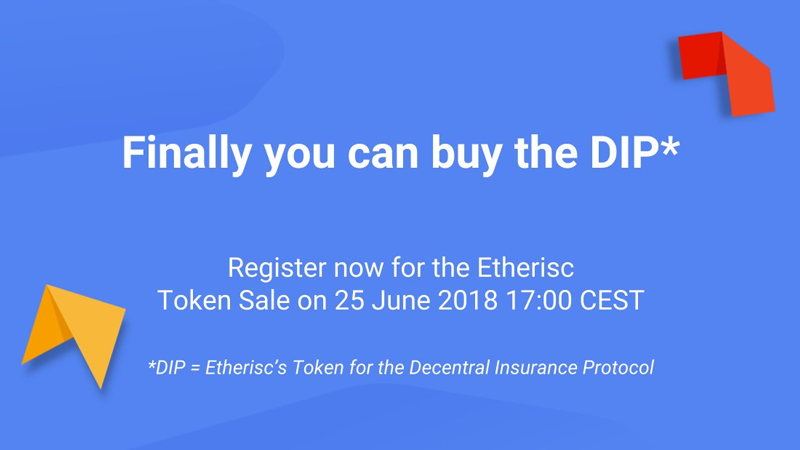 Finally you can buy the DIP*
Register now for the Etherisc
Token Sale on 25 June 2018 17:00 CEST
*DIP = Etherisc's Token for the Decentral Insurance Protocol